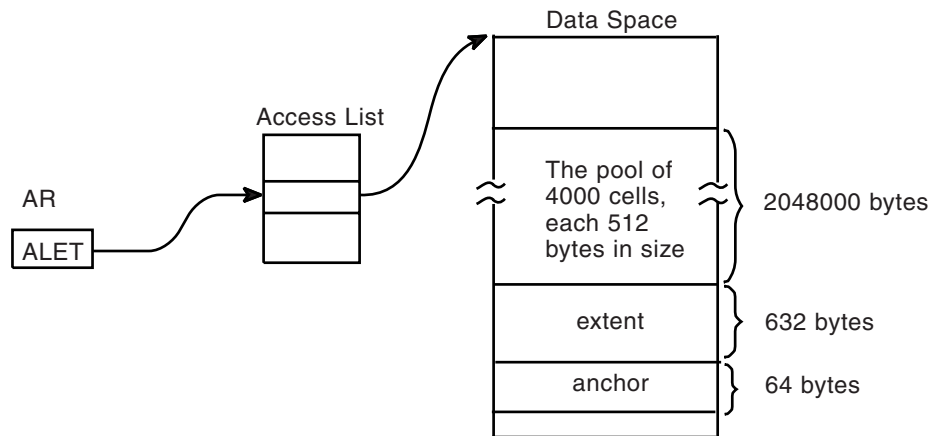 Data Space
Access List
The pool of
4000 cells,
each 512
bytes in size
2048000 bytes
AR
ALET
extent
632 bytes
anchor
64 bytes